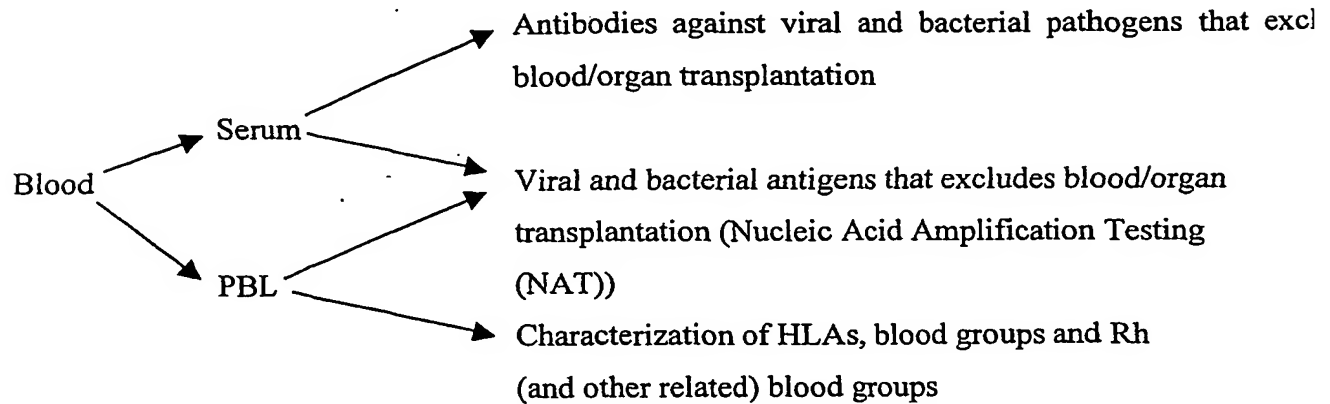 Antibodies against viral and bacterial pathogens that
blood/organ transplantation
Serum
Blood
Viral and bacterial antigens that excludes blood/organ
transplantation (Nucleic Acid Amplification Testing
(NAT))
PBL
Characterization of HLAs, blood groups and Rh
(and other related) blood groups